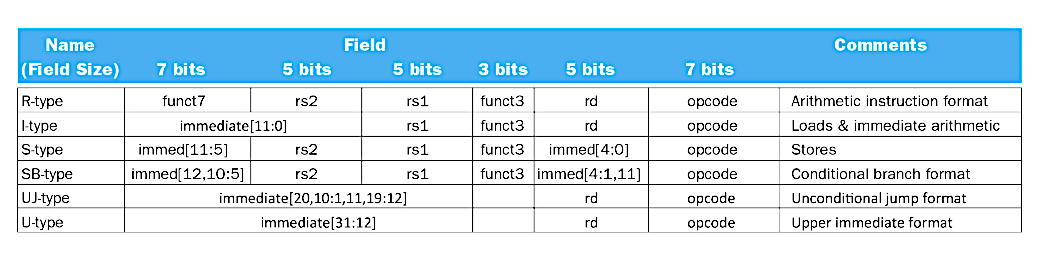 Name Field Comments
(Field Size) 7 bits 5 bits 5 bits 3 bits 5 bits 7 bits
R-type funct7 rs2 rs1 funct3 rd opcode Arithmetic instruction format
I-type immediate[11:0] rs1 funct3 rd opcode Loads & immediate arithmetic
S-type immed[11:5] rs2 rs1 funct3 immed[4:0] opcode Stores
SB-type immed[12,10:5] rs2 rs1 funct3 immed[4:1,11] opcode Conditional branch format
UJ-type immediate[20,10:1,11,19:12] rd opcode Unconditional jump format
U-type immediate[31:12] rd opcode Upper immediate format